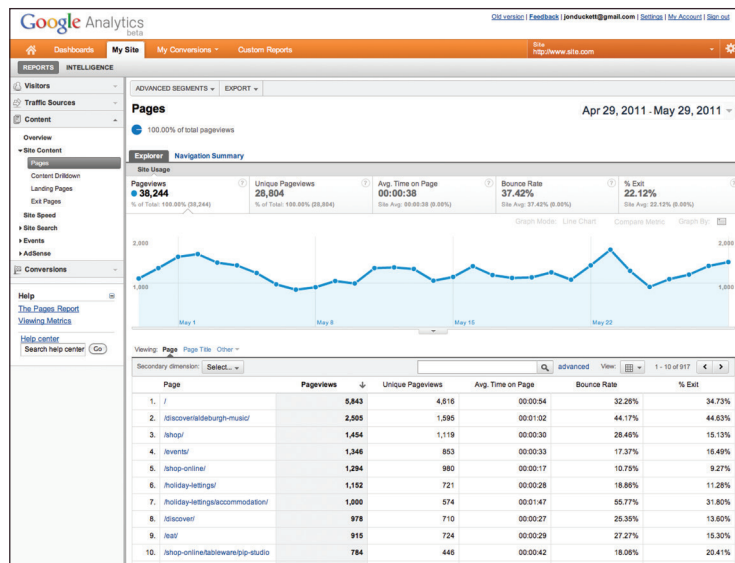 Google Analytics
beta
Old version | Feedback | jonduckett@gmail.com | Settings | My Account | Sign out
Dashboards My Site My Conversions Custom Reports
Site
http://www.site.com
REPORTS INTELLIGENCE
Visitors
Traffic Sources
Content
Overview
Site Content
Pages
Content Drilldown
Landing Pages
Exit Pages
Site Speed
Site Search
Events
AdSense
Conversions
Help
The Pages Report
Viewing Metrics
Help center
Search help center Go
ADVANCED SEGMENTS EXPORT
Pages
Apr 29, 2011 - May 29, 2011
100.00% of total pageviews
Explorer Navigation Summary
Site Usage
Pageviews ? Unique Pageviews ? Avg. Time on Page ? Bounce Rate ? % Exit
38,244 28,804 00:00:38 37.42% 22.12%
% of Total: 100.00% (38,244) % of Total: 100.00% (28,804) Site Avg: 00:00:38 (0.00%) Site Avg: 37.42% (0.00%) Site Avg: 22.12% (0.00%)
Graph Mode: Line Chart Compare Metric Graph By:
2,000 2,000
1,000 1,000
May 1 May 8 May 15 May 22
Viewing: Page Page Title Other
Secondary dimension: Select... advanced View: 1 - 10 of 917
Page Pageviews Unique Pageviews Avg. Time on Page Bounce Rate % Exit
1. / 5,843 4,616 00:00:54 32.26% 34.73%
2. /discover/aldeburgh-music/ 2,505 1,595 00:01:02 44.17% 44.63%
3. /shop/ 1,454 1,119 00:00:30 28.46% 15.13%
4. /events/ 1,346 853 00:00:33 17.37% 16.49%
5. /shop-online/ 1,294 980 00:00:17 10.75% 9.27%
6. /holiday-lettings/ 1,152 721 00:00:28 18.86% 11.28%
7. /holiday-lettings/accommodation/ 1,000 574 00:01:47 55.77% 31.80%
8. /discover/ 978 710 00:00:27 25.35% 13.60%
9. /eat/ 915 724 00:00:29 27.27% 15.30%
10. /shop-online/tableware/pip-studio 784 446 00:00:42 18.06% 20.41%